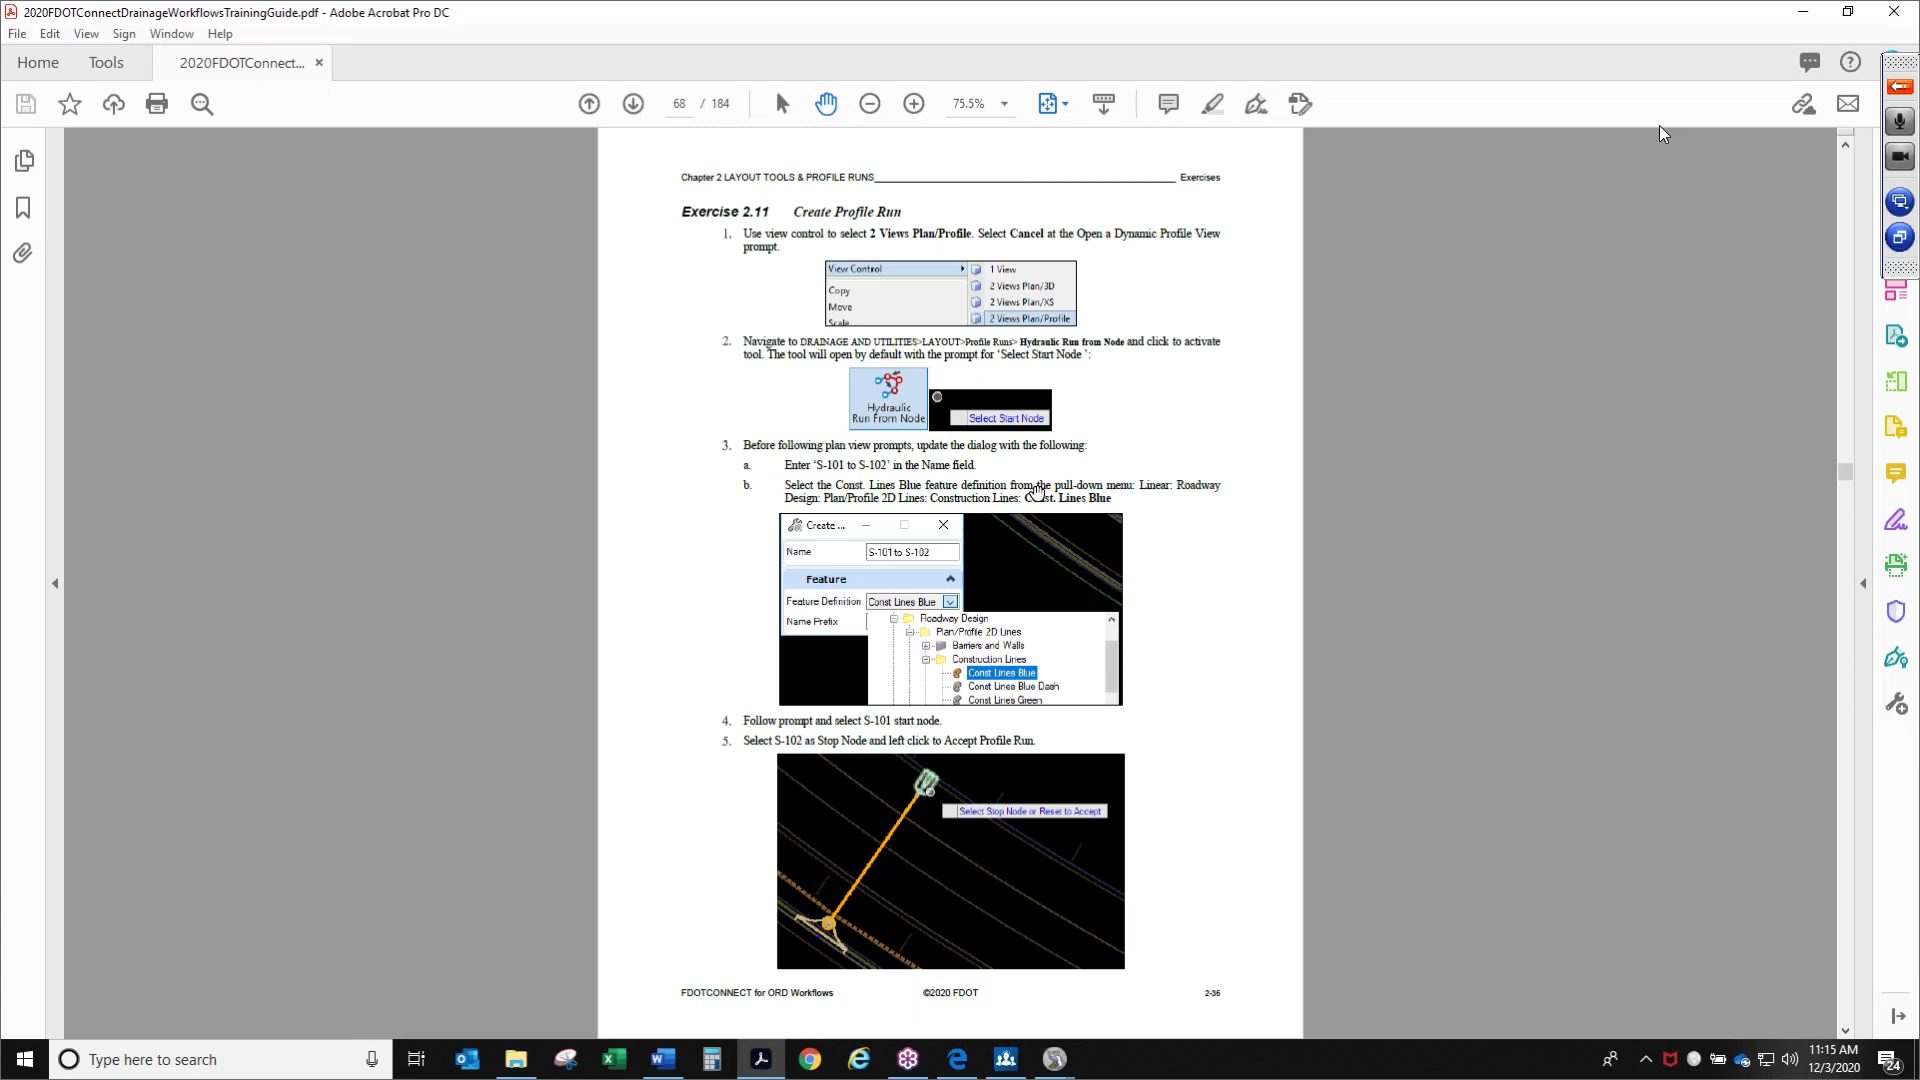 2020FDOTConnectDrainageWorkflowsTrainingGuide.pdf - Adobe Acrobat Pro DC
File Edit View Sign Window Help
Home Tools 2020FDOTConnect... ×
68 / 184 75.5%
Chapter 2 LAYOUT TOOLS & PROFILE RUNS Exercises
Exercise 2.11 Create Profile Run
1. Use view control to select 2 Views Plan/Profile. Select Cancel at the Open a Dynamic Profile View
prompt.
View Control 1 View
2 Views Plan/3D
Copy
2 Views Plan/XS
Move
2 Views Plan/Profile
Scale
2. Navigate to DRAINAGE AND UTILITIES>LAYOUT>Profile Runs> Hydraulic Run from Node and click to activate
tool. The tool will open by default with the prompt for ‘Select Start Node ’:
Hydraulic
Run From Node
Select Start Node
3. Before following plan view prompts, update the dialog with the following:
a. Enter ‘S-101 to S-102’ in the Name field.
b. Select the Const. Lines Blue feature definition from the pull-down menu: Linear: Roadway
Design: Plan/Profile 2D Lines: Construction Lines: Const. Lines Blue
Create ...
Name S-101 to S-102
Feature
Feature Definition Const Lines Blue
Name Prefix
Roadway Design
Plan/Profile 2D Lines
Barriers and Walls
Construction Lines
Const Lines Blue
Const Lines Blue Dash
Const Lines Green
4. Follow prompt and select S-101 start node.
5. Select S-102 as Stop Node and left click to Accept Profile Run.
Select Stop Node or Reset to Accept
FDOTCONNECT for ORD Workflows ©2020 FDOT 2-36
Type here to search
11:15 AM
12/3/2020
24